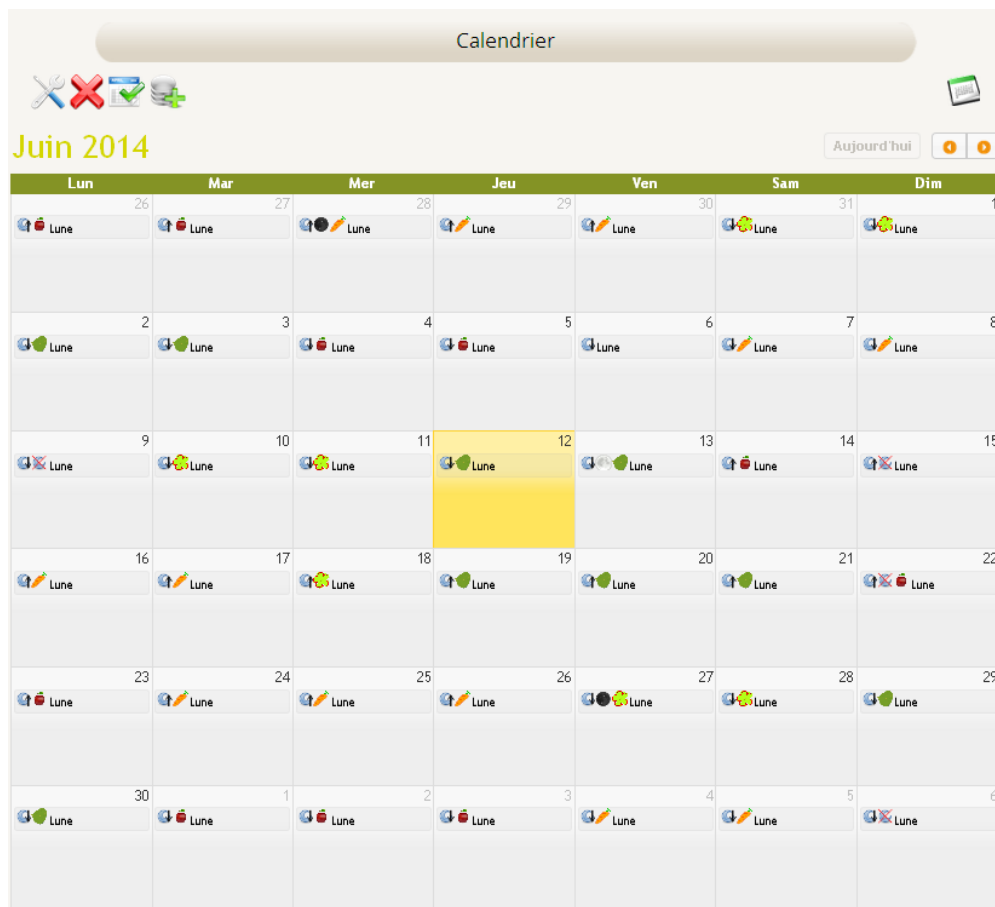 Calendrier
Juin 2014
Aujourd'hui
Lun Mar Mer Jeu Ven Sam Dim
26 27 28 29 30 31 1
Lune Lune Lune Lune Lune Lune Lune
2 3 4 5 6 7 8
Lune Lune Lune Lune Lune Lune Lune
9 10 11 12 13 14 15
Lune Lune Lune Lune Lune Lune Lune
16 17 18 19 20 21 22
Lune Lune Lune Lune Lune Lune Lune
23 24 25 26 27 28 29
Lune Lune Lune Lune Lune Lune Lune
30 1 2 3 4 5 6
Lune Lune Lune Lune Lune Lune Lune